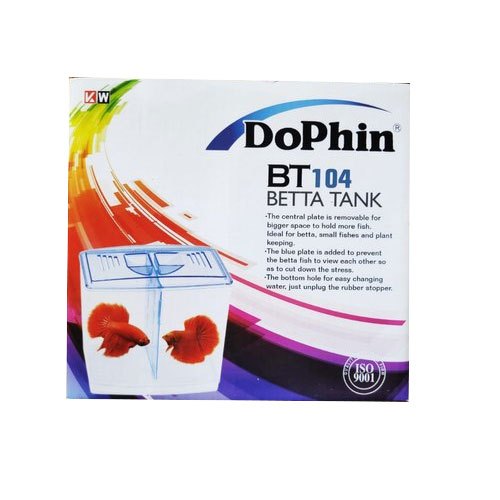 KW
DoPhin®
BT104
BETTA TANK
•The central plate is removable for
bigger space to hold more fish.
Ideal for betta, small fishes and plant
keeping.
•The blue plate is added to prevent
the betta fish to view each other so
as to cut down the stress.
•The bottom hole for easy changing
water, just unplug the rubber stopper.
ISO
9001